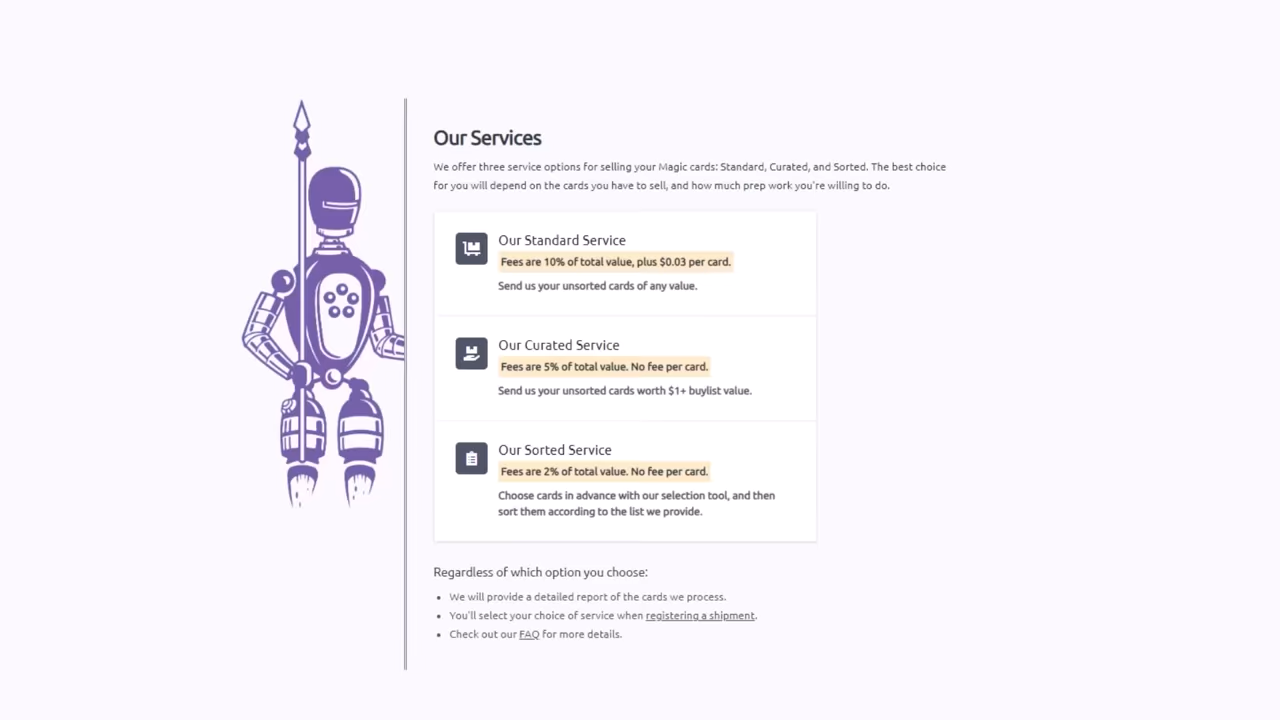 Our Services
We offer three service options for selling your Magic cards: Standard, Curated, and Sorted. The best choice
for you will depend on the cards you have to sell, and how much prep work you're willing to do.
Our Standard Service
Fees are 10% of total value, plus $0.03 per card.
Send us your unsorted cards of any value.
Our Curated Service
Fees are 5% of total value. No fee per card.
Send us your unsorted cards worth $1+ buylist value.
Our Sorted Service
Fees are 2% of total value. No fee per card.
Choose cards in advance with our selection tool, and then
sort them according to the list we provide.
Regardless of which option you choose:
• We will provide a detailed report of the cards we process.
• You'll select your choice of service when registering a shipment.
• Check out our FAQ for more details.